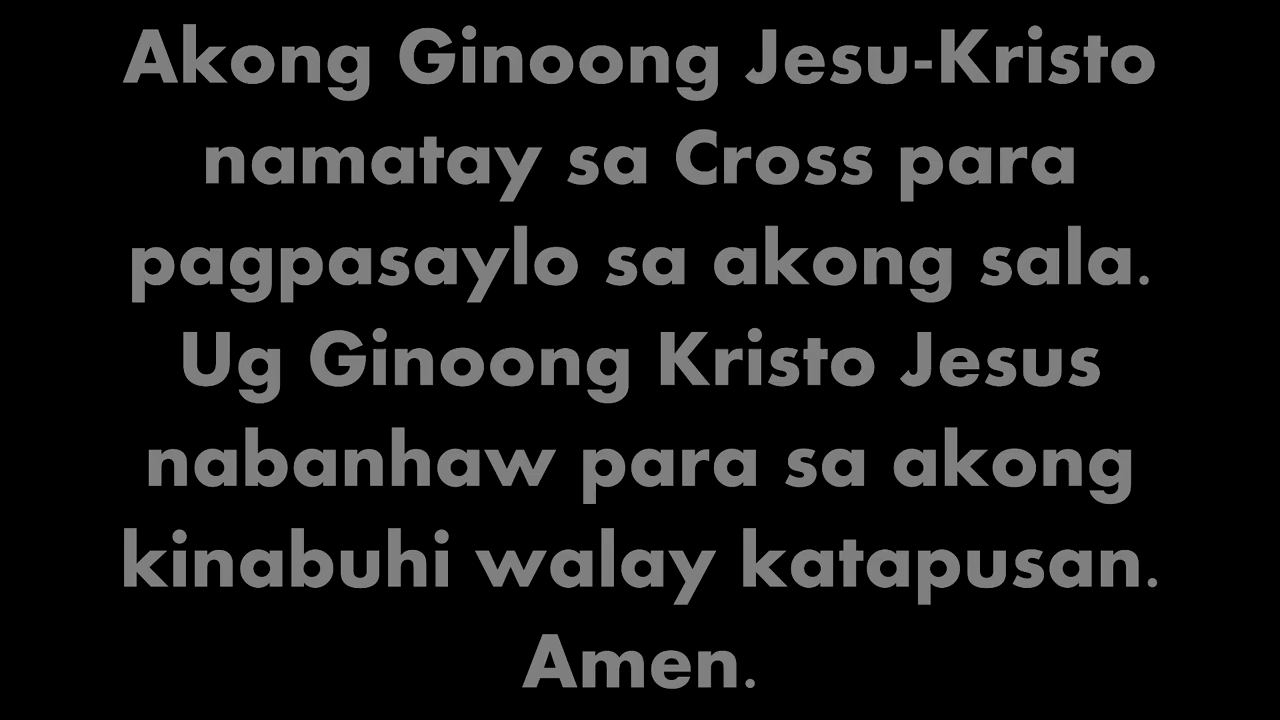 Akong Ginoong Jesu-Kristo
namatay sa Cross para
pagpasaylo sa akong sala.
Ug Ginoong Kristo Jesus
nabanhaw para sa akong
kinabuhi walay katapusan.
Amen.